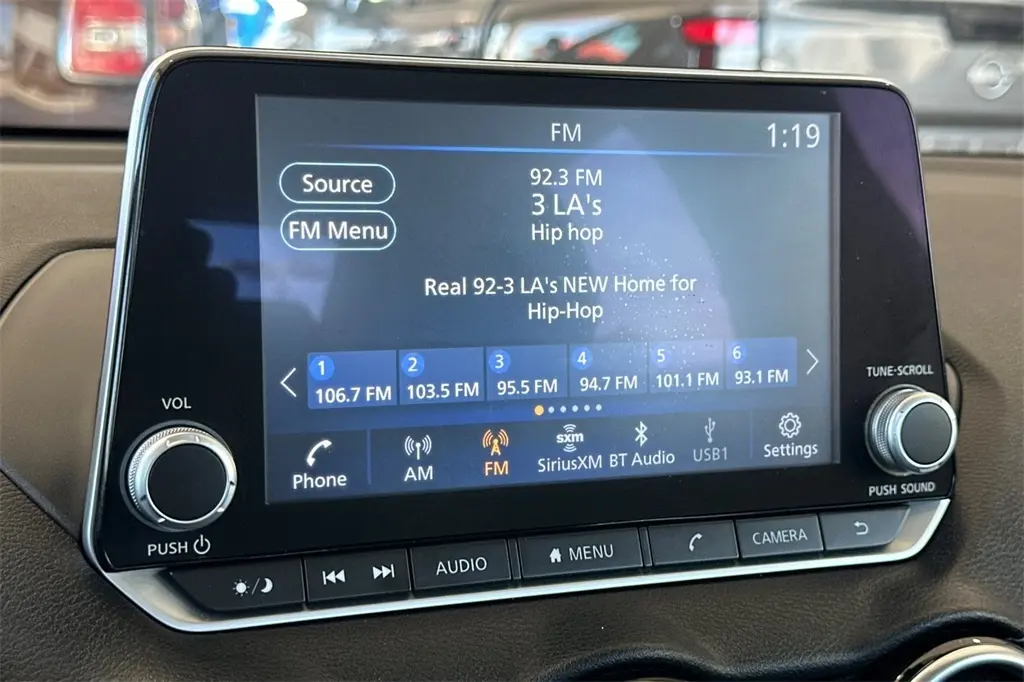 FM
1:19
Source
FM Menu
92.3 FM
3 LA's
Hip hop
Real 92-3 LA's NEW Home for
Hip-Hop
1 2 3 4 5 6
106.7 FM 103.5 FM 95.5 FM 94.7 FM 101.1 FM 93.1 FM
sxm
Phone AM FM SiriusXM BT Audio USB1 Settings
VOL
PUSH
TUNE-SCROLL
PUSH SOUND
AUDIO MENU CAMERA